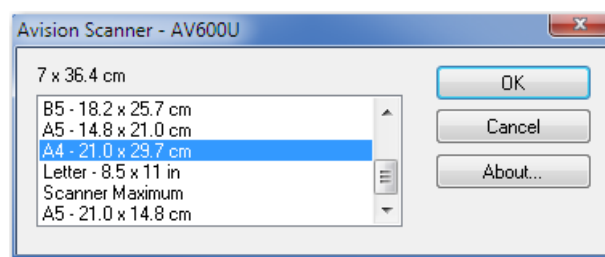 Avision Scanner - AV600U
7 x 36.4 cm
B5 - 18.2 x 25.7 cm
A5 - 14.8 x 21.0 cm
A4 - 21.0 x 29.7 cm
Letter - 8.5 x 11 in
Scanner Maximum
A5 - 21.0 x 14.8 cm
OK
Cancel
About...